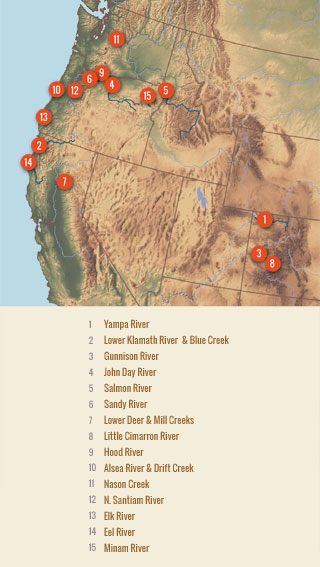 11
9
6
5
10
12
4
15
13
2
14
7
1
3
8
1 Yampa River
2 Lower Klamath River & Blue Creek
3 Gunnison River
4 John Day River
5 Salmon River
6 Sandy River
7 Lower Deer & Mill Creeks
8 Little Cimarron River
9 Hood River
10 Alsea River & Drift Creek
11 Nason Creek
12 N. Santiam River
13 Elk River
14 Eel River
15 Minam River